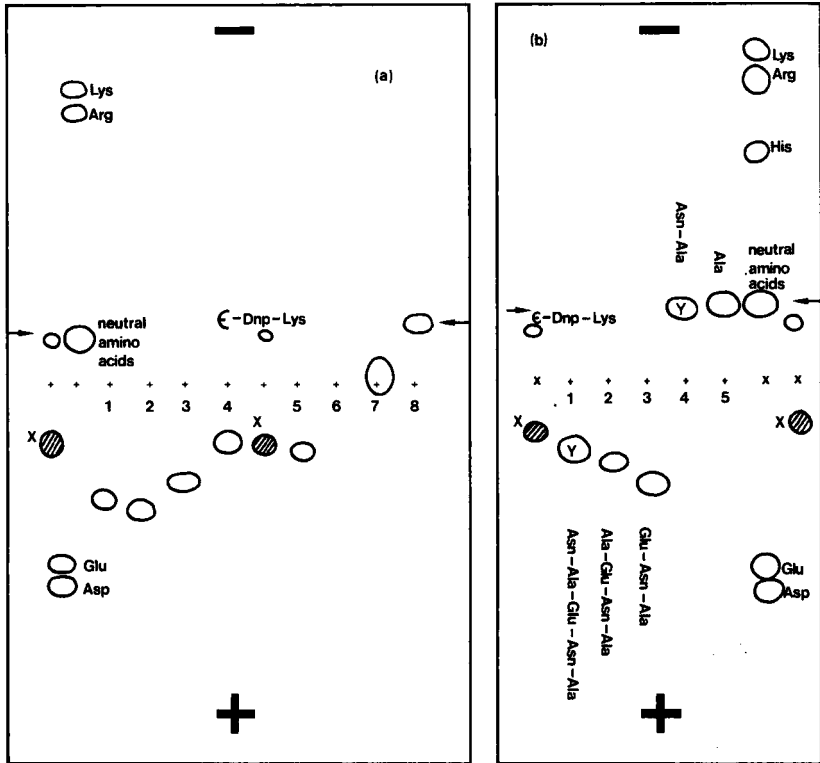 −
(a)
Lys
Arg
neutral
amino
acids
ε-Dnp-Lys
+ + + + + + + + + +
1 2 3 4 5 6 7 8
X
X
Glu
Asp
+
−
(b)
Lys
Arg
His
Asn-Ala
Ala
neutral
amino
acids
ε-Dnp-Lys
x + + + + + x x
1 2 3 4 5
Y
X
X
Y
Glu
Asp
Asn-Ala-Glu-Asn-Ala
Ala-Glu-Asn-Ala
Glu-Asn-Ala
+